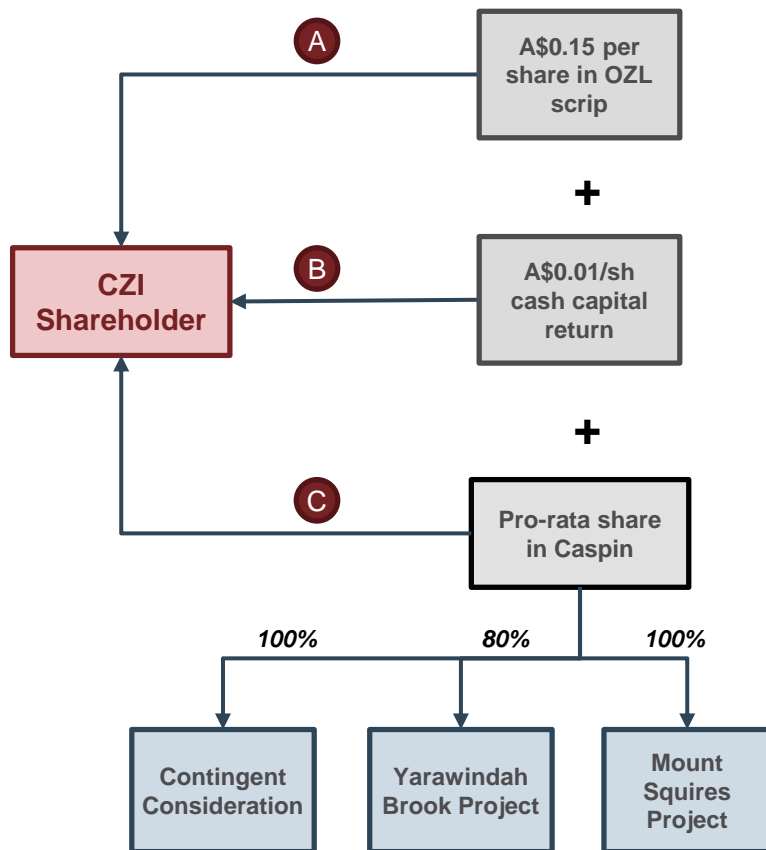 A
A$0.15 per
share in OZL
scrip
+
B
CZI
Shareholder
A$0.01/sh
cash capital
return
+
C
Pro-rata share
in Caspin
100%
80%
100%
Contingent
Consideration
Yarawindah
Brook Project
Mount
Squires
Project